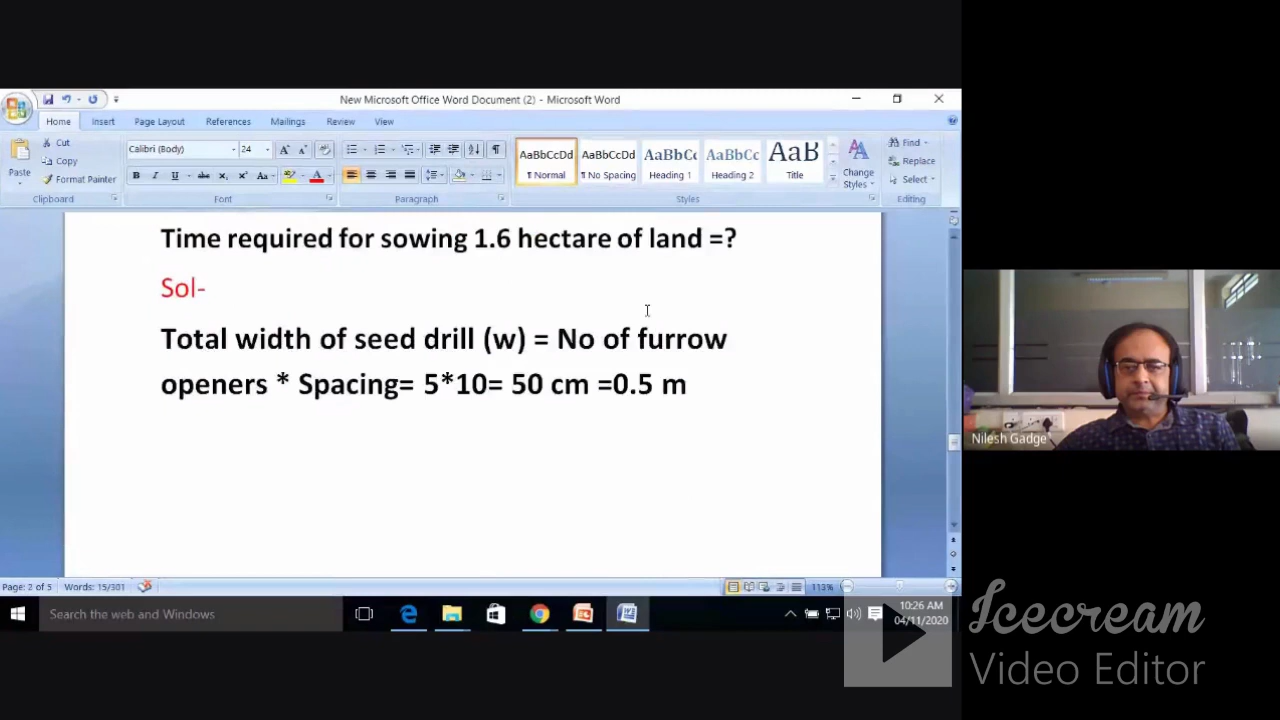 New Microsoft Office Word Document (2) - Microsoft Word
Home Insert Page Layout References Mailings Review View
Cut
Copy
Format Painter
Paste
Clipboard
Calibri (Body) 24
B I U abc x₂ x² Aa
Font
Paragraph
AaBbCcDd AaBbCcDd AaBbCc AaBbCc AaB
¶ Normal ¶ No Spacing Heading 1 Heading 2 Title
Change Styles
Styles
Find
Replace
Select
Editing
Time required for sowing 1.6 hectare of land =?
Sol-
Total width of seed drill (w) = No of furrow
openers * Spacing= 5*10= 50 cm =0.5 m
Nilesh Gadge
Page: 2 of 5 Words: 15/301 113%
Search the web and Windows
10:26 AM
04/11/2020
Icecream
Video Editor